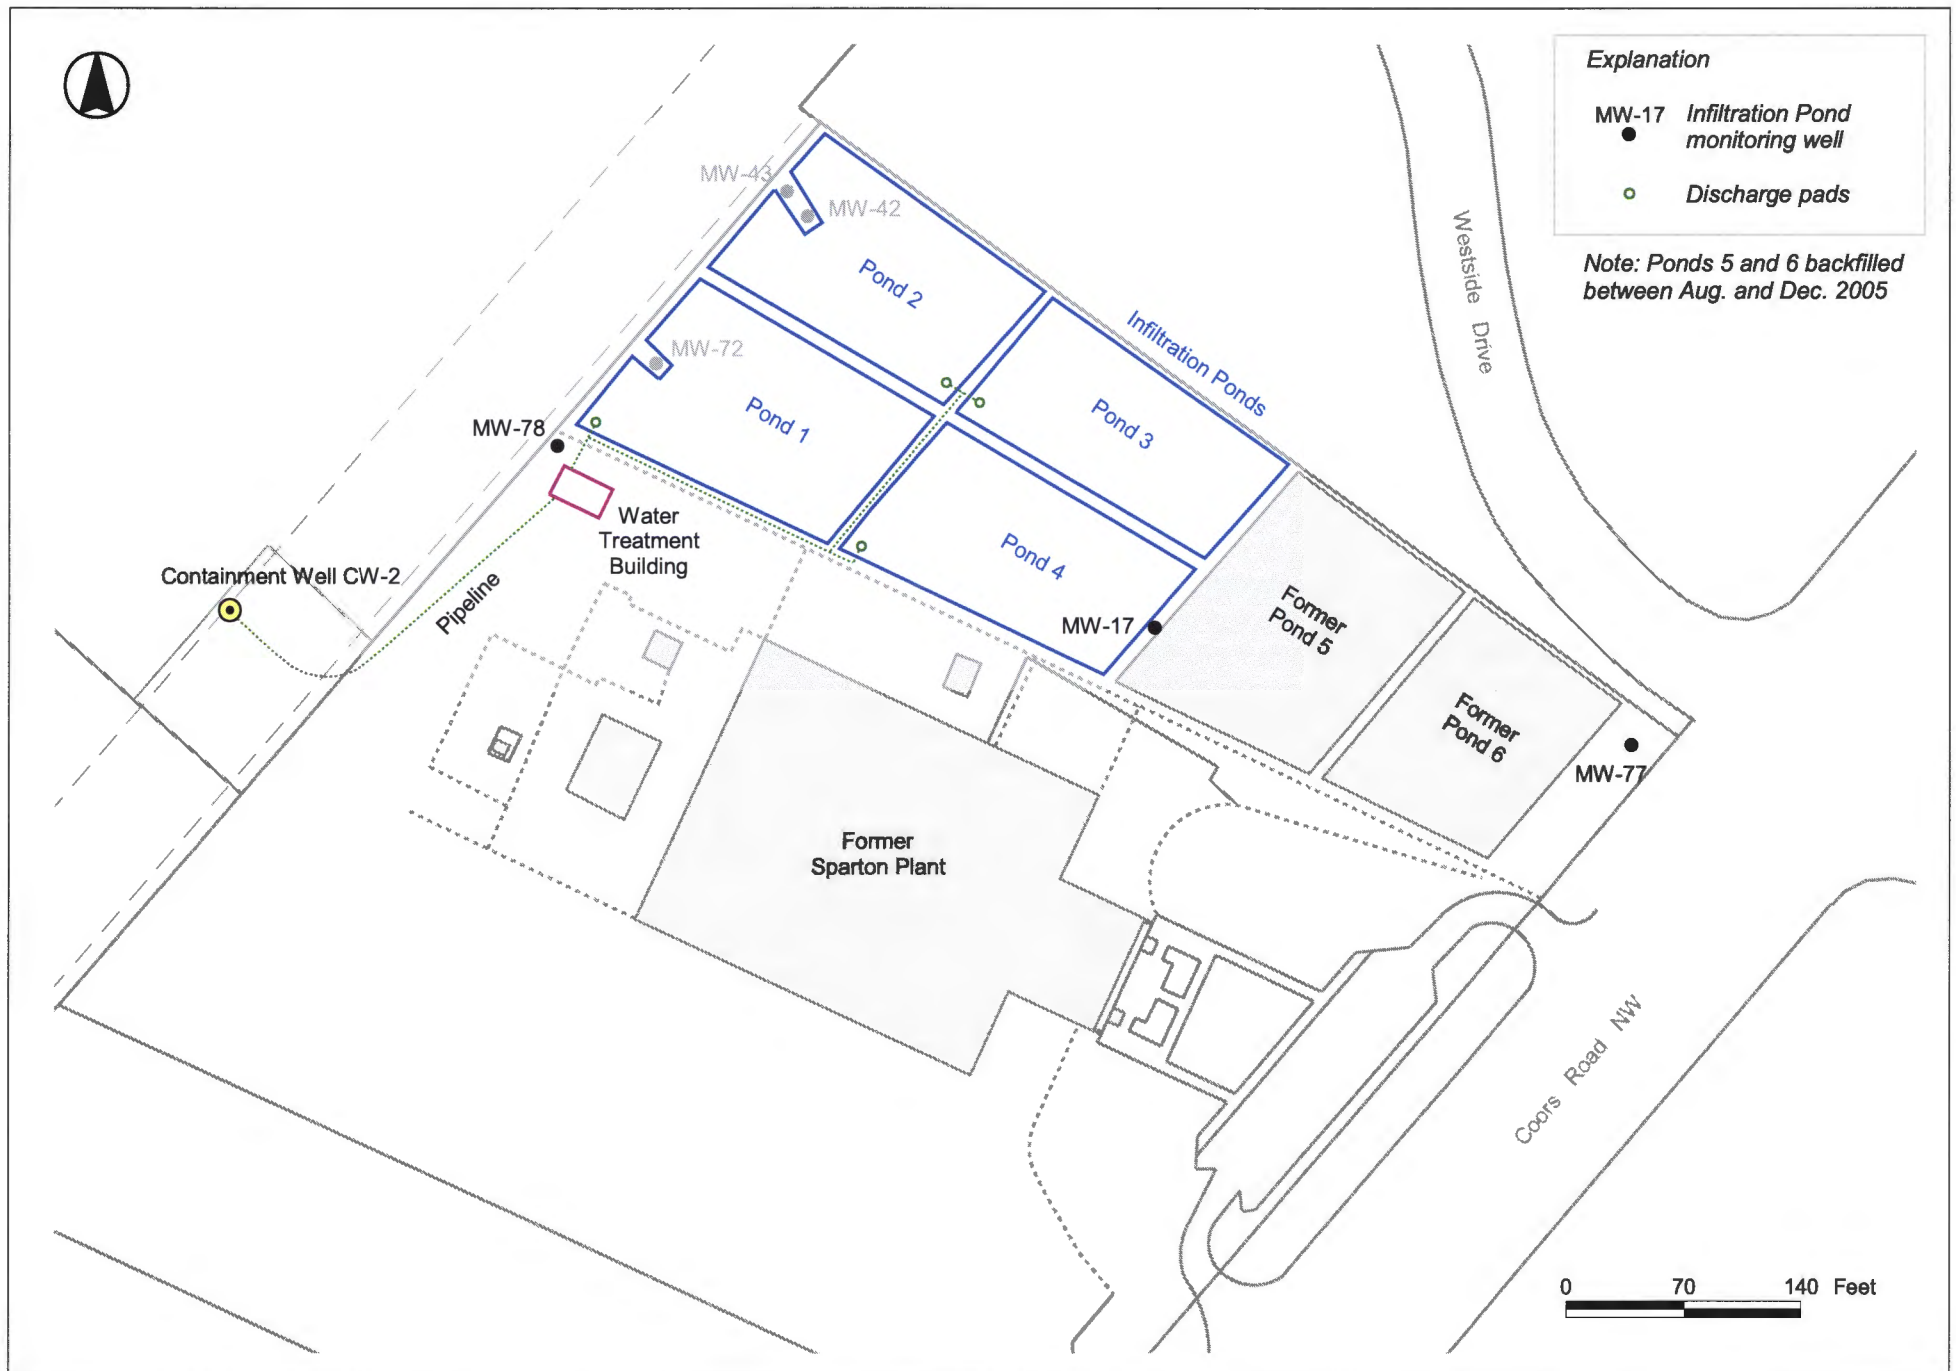 Explanation
MW-17 Infiltration Pond
monitoring well
Discharge pads
Note: Ponds 5 and 6 backfilled
between Aug. and Dec. 2005
MW-43
MW-42
Pond 2
Westside Drive
Infiltration Ponds
MW-72
Pond 1
Pond 3
MW-78
Water
Treatment
Building
Pond 4
Containment Well CW-2
Pipeline
MW-17
Former
Pond 5
Former
Pond 6
MW-77
Former
Sparton Plant
Coors Road NW
0 70 140 Feet